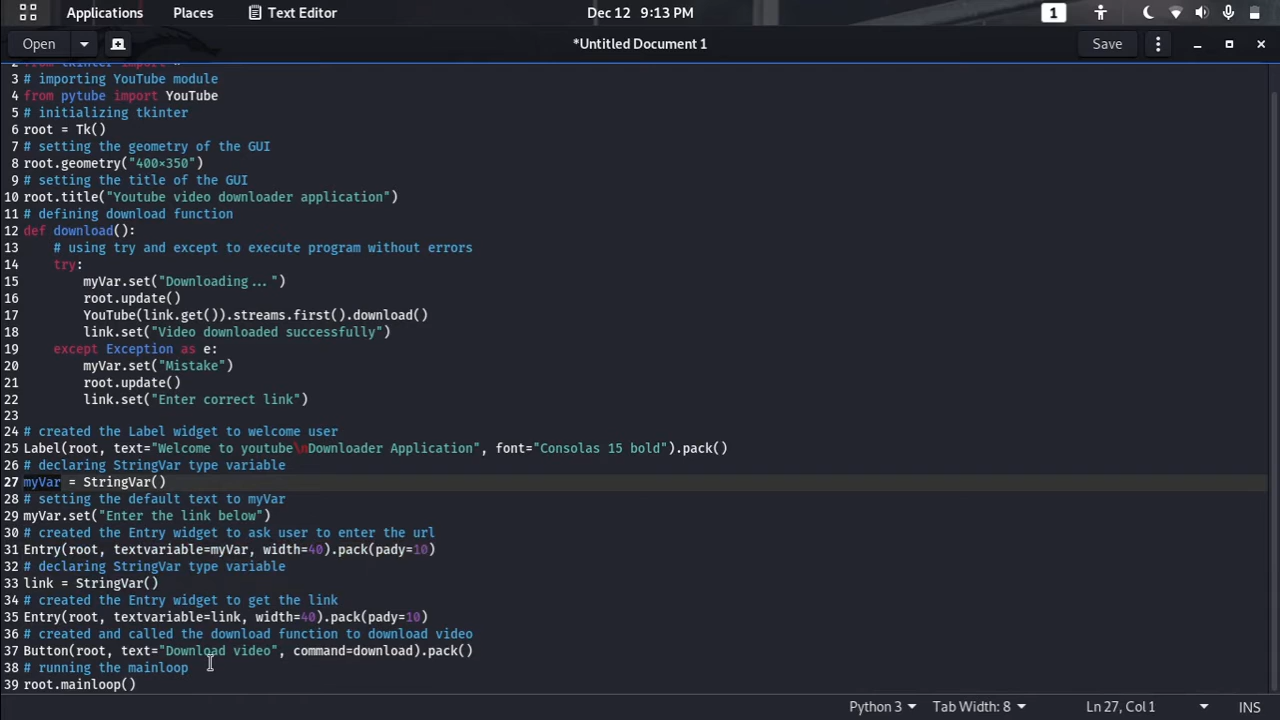 Applications Places Text Editor Dec 12 9:13 PM 1
Open *Untitled Document 1 Save
2 from tkinter import *
3 # importing YouTube module
4 from pytube import YouTube
5 # initializing tkinter
6 root = Tk()
7 # setting the geometry of the GUI
8 root.geometry("400×350")
9 # setting the title of the GUI
10 root.title("Youtube video downloader application")
11 # defining download function
12 def download():
13     # using try and except to execute program without errors
14     try:
15         myVar.set("Downloading...")
16         root.update()
17         YouTube(link.get()).streams.first().download()
18         link.set("Video downloaded successfully")
19     except Exception as e:
20         myVar.set("Mistake")
21         root.update()
22         link.set("Enter correct link")
23
24 # created the Label widget to welcome user
25 Label(root, text="Welcome to youtube\nDownloader Application", font="Consolas 15 bold").pack()
26 # declaring StringVar type variable
27 myVar = StringVar()
28 # setting the default text to myVar
29 myVar.set("Enter the link below")
30 # created the Entry widget to ask user to enter the url
31 Entry(root, textvariable=myVar, width=40).pack(pady=10)
32 # declaring StringVar type variable
33 link = StringVar()
34 # created the Entry widget to get the link
35 Entry(root, textvariable=link, width=40).pack(pady=10)
36 # created and called the download function to download video
37 Button(root, text="Download video", command=download).pack()
38 # running the mainloop
39 root.mainloop()
Python 3 Tab Width: 8 Ln 27, Col 1 INS